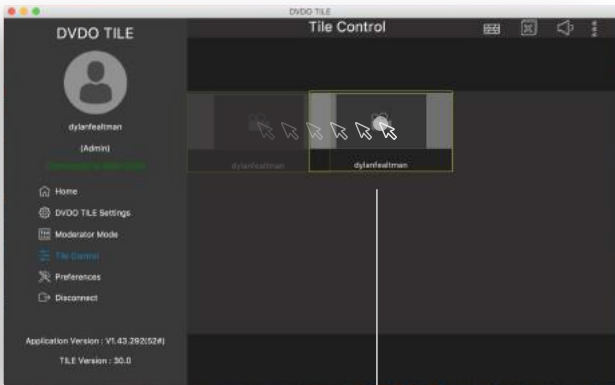 DVDO TILE
DVDO TILE
Tile Control
dylanfealtman
(Admin)
Home
DVDO TILE Settings
Moderator Mode
Tile Control
Preferences
Disconnect
Application Version : V1.43.292(52#)
TILE Version : 30.0
dylanfealtman
dylanfealtman